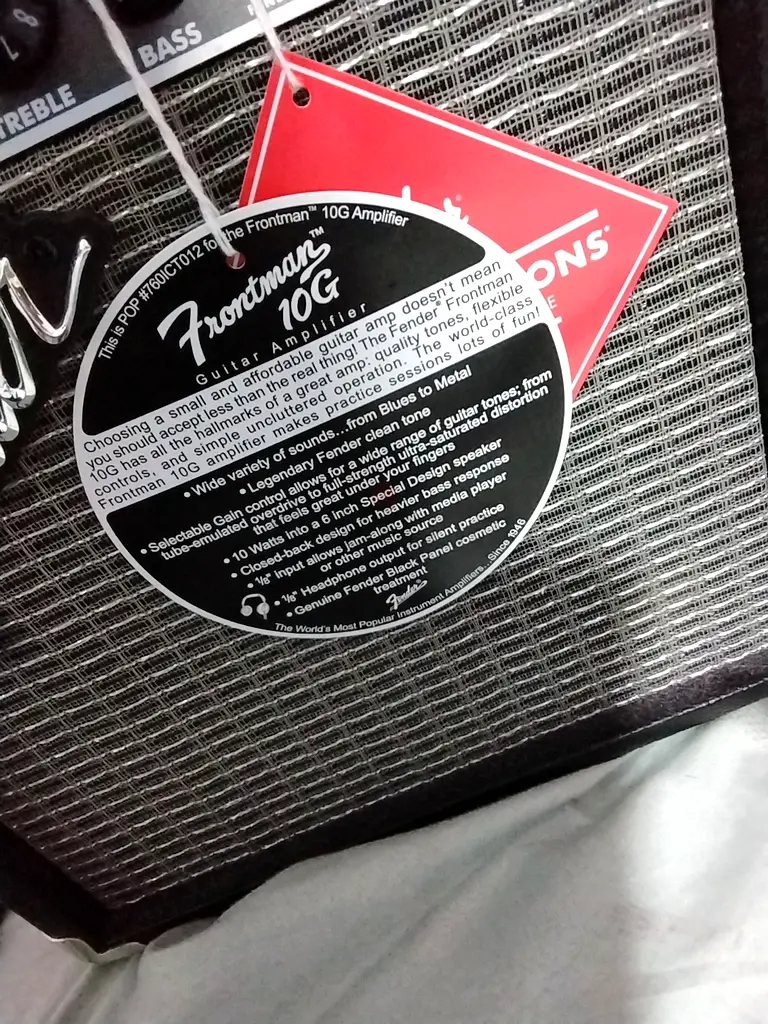 8 7
BASS
TREBLE
ONS
This is POP #760ICT012 for the Frontman™ 10G Amplifier
Frontman™
10G
Guitar Amplifier
Choosing a small and affordable guitar amp doesn't mean
you should accept less than the real thing! The Fender Frontman
10G has all the hallmarks of a great amp: quality tones, flexible
controls, and simple uncluttered operation. The world-class
Frontman 10G amplifier makes practice sessions lots of fun!
•Wide variety of sounds...from Blues to Metal
•Legendary Fender clean tone
•Selectable Gain control allows for a wide range of guitar tones; from
tube-emulated overdrive to full-strength ultra-saturated distortion
that feels great under your fingers
•10 Watts into a 6 inch Special Design speaker
•Closed-back design for heavier bass response
•1/8" Input allows jam-along with media player
or other music source
•1/8" Headphone output for silent practice
•Genuine Fender Black Panel cosmetic
treatment
Fender
The World's Most Popular Instrument Amplifiers...Since 1946